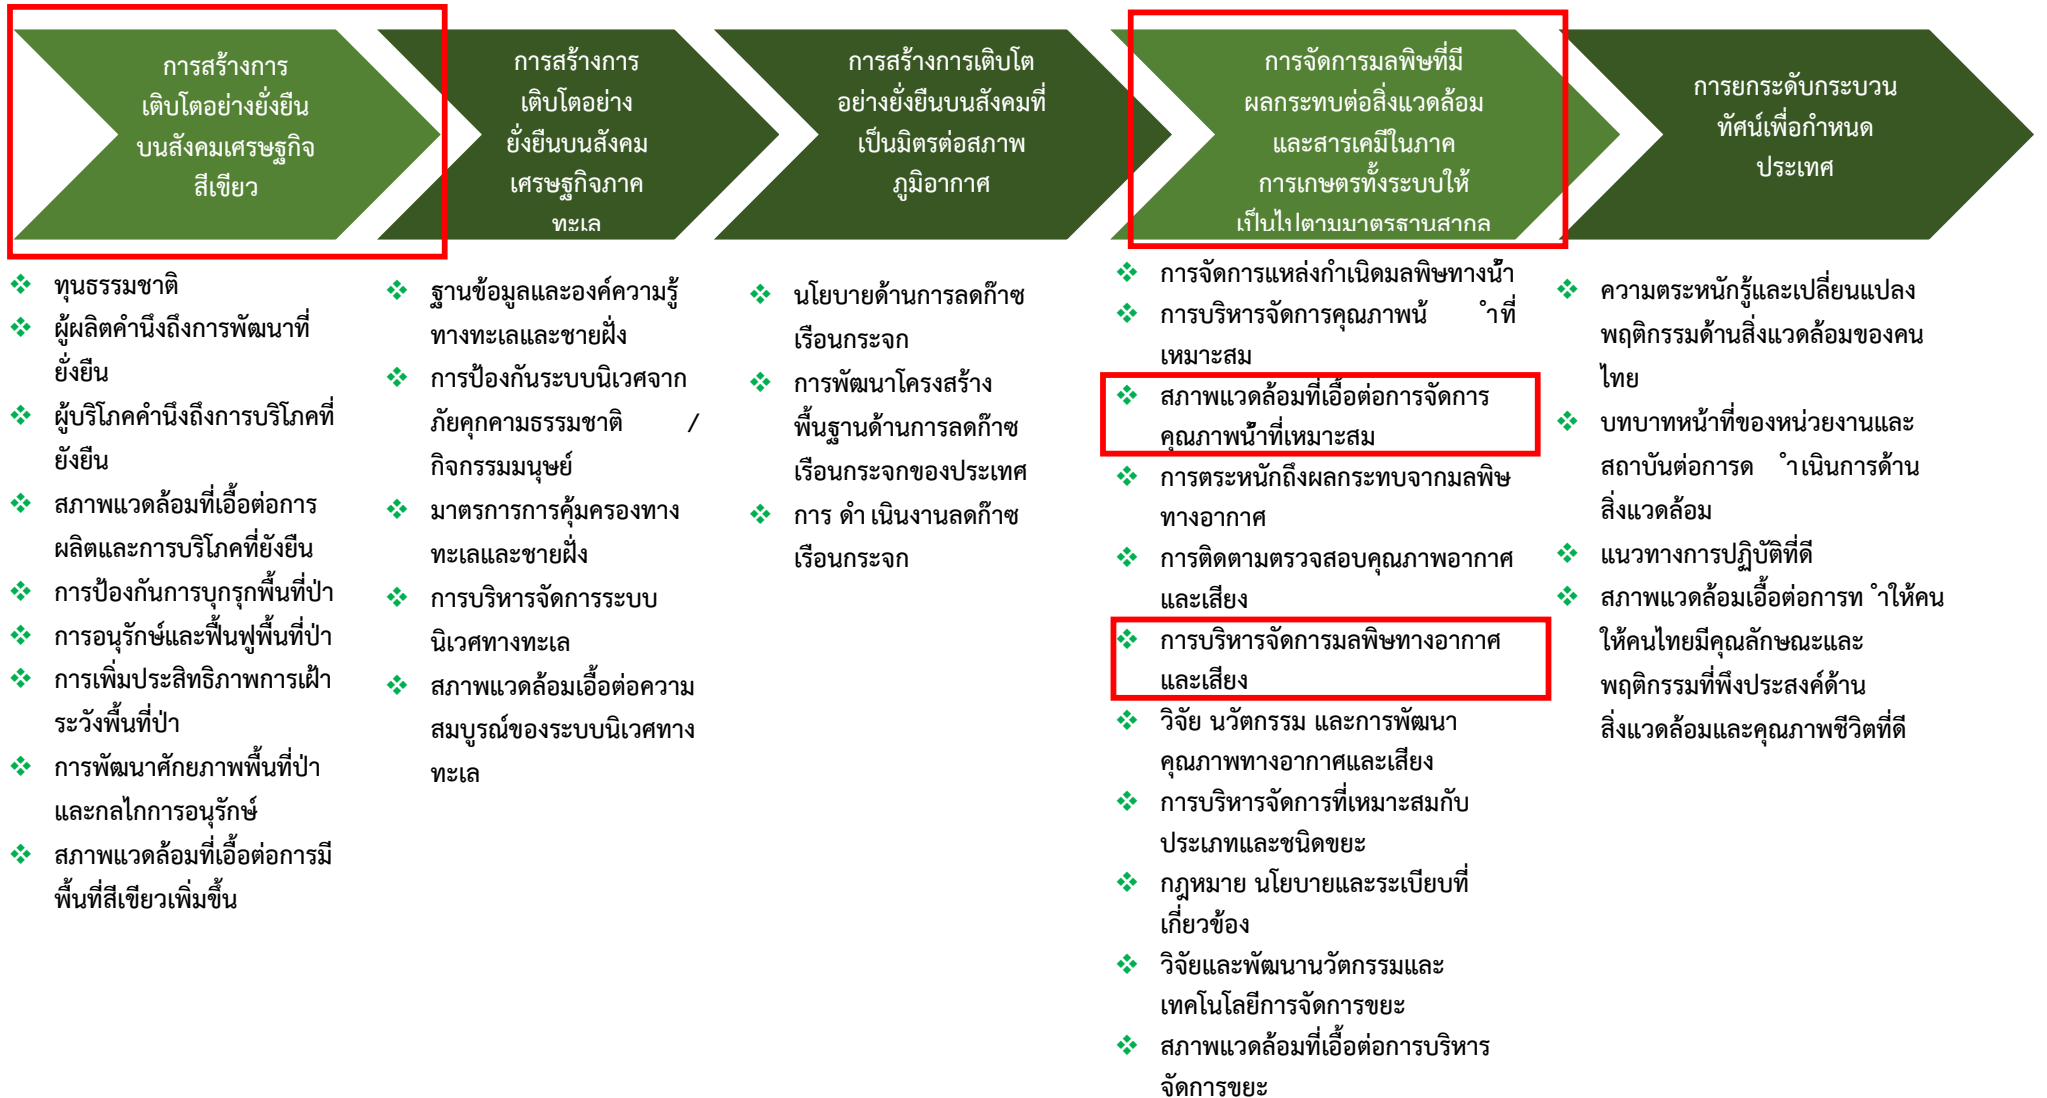 การสร้างการ
เติบโตอย่างยั่งยืน
บนสังคมเศรษฐกิจ
สีเขียว
การสร้างการ
เติบโตอย่าง
ยั่งยืนบนสังคม
เศรษฐกิจภาค
ทะเล
การสร้างการเติบโต
อย่างยั่งยืนบนสังคมที่
เป็นมิตรต่อสภาพ
ภูมิอากาศ
การจัดการมลพิษที่มี
ผลกระทบต่อสิ่งแวดล้อม
และสารเคมีในภาค
การเกษตรทั้งระบบให้
เป็นไปตามมาตรฐานสากล
การยกระดับกระบวน
ทัศน์เพื่อกำหนด
ประเทศ
❖ ทุนธรรมชาติ
❖ ผู้ผลิตคำนึงถึงการพัฒนาที่
ยั่งยืน
❖ ผู้บริโภคคำนึงถึงการบริโภคที่
ยังยืน
❖ สภาพแวดล้อมที่เอื้อต่อการ
ผลิตและการบริโภคที่ยังยืน
❖ การป้องกันการบุกรุกพื้นที่ป่า
❖ การอนุรักษ์และฟื้นฟูพื้นที่ป่า
❖ การเพิ่มประสิทธิภาพการเฝ้า
ระวังพื้นที่ป่า
❖ การพัฒนาศักยภาพพื้นที่ป่า
และกลไกการอนุรักษ์
❖ สภาพแวดล้อมที่เอื้อต่อการมี
พื้นที่สีเขียวเพิ่มขึ้น
❖ ฐานข้อมูลและองค์ความรู้
ทางทะเลและชายฝั่ง
❖ การป้องกันระบบนิเวศจาก
ภัยคุกคามธรรมชาติ /
กิจกรรมมนุษย์
❖ มาตรการการคุ้มครองทาง
ทะเลและชายฝั่ง
❖ การบริหารจัดการระบบ
นิเวศทางทะเล
❖ สภาพแวดล้อมเอื้อต่อความ
สมบูรณ์ของระบบนิเวศทาง
ทะเล
❖ นโยบายด้านการลดก๊าซ
เรือนกระจก
❖ การพัฒนาโครงสร้าง
พื้นฐานด้านการลดก๊าซ
เรือนกระจกของประเทศ
❖ การ ดำ เนินงานลดก๊าซ
เรือนกระจก
❖ การจัดการแหล่งกำเนิดมลพิษทางน้ำ
❖ การบริหารจัดการคุณภาพน้ ำที่
เหมาะสม
❖ สภาพแวดล้อมที่เอื้อต่อการจัดการ
คุณภาพน้ำที่เหมาะสม
❖ การตระหนักถึงผลกระทบจากมลพิษ
ทางอากาศ
❖ การติดตามตรวจสอบคุณภาพอากาศ
และเสียง
❖ การบริหารจัดการมลพิษทางอากาศ
และเสียง
❖ วิจัย นวัตกรรม และการพัฒนา
คุณภาพทางอากาศและเสียง
❖ การบริหารจัดการที่เหมาะสมกับ
ประเภทและชนิดขยะ
❖ กฎหมาย นโยบายและระเบียบที่
เกี่ยวข้อง
❖ วิจัยและพัฒนานวัตกรรมและ
เทคโนโลยีการจัดการขยะ
❖ สภาพแวดล้อมที่เอื้อต่อการบริหาร
จัดการขยะ
❖ ความตระหนักรู้และเปลี่ยนแปลง
พฤติกรรมด้านสิ่งแวดล้อมของคน
ไทย
❖ บทบาทหน้าที่ของหน่วยงานและ
สถาบันต่อการด ำเนินการด้าน
สิ่งแวดล้อม
❖ แนวทางการปฏิบัติที่ดี
❖ สภาพแวดล้อมเอื้อต่อการท ำให้คน
ให้คนไทยมีคุณลักษณะและ
พฤติกรรมที่พึงประสงค์ด้าน
สิ่งแวดล้อมและคุณภาพชีวิตที่ดี